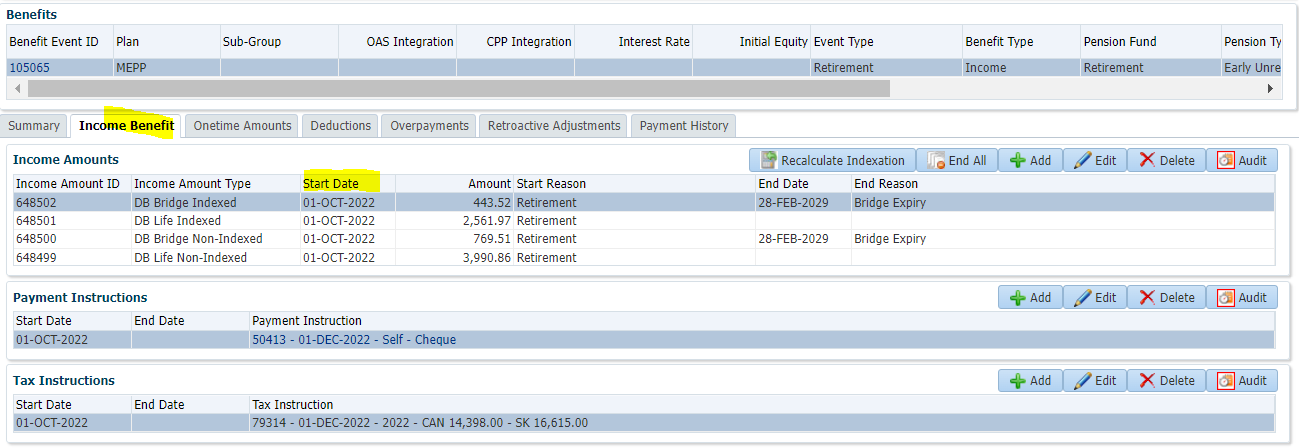 Benefits
Benefit Event ID Plan Sub-Group OAS Integration CPP Integration Interest Rate Initial Equity Event Type Benefit Type Pension Fund Pension Ty
105065 MEPP Retirement Income Retirement Early Unre
Summary Income Benefit Onetime Amounts Deductions Overpayments Retroactive Adjustments Payment History
Income Amounts Recalculate Indexation End All Add Edit Delete Audit
Income Amount ID Income Amount Type Start Date Amount Start Reason End Date End Reason
648502 DB Bridge Indexed 01-OCT-2022 443.52 Retirement 28-FEB-2029 Bridge Expiry
648501 DB Life Indexed 01-OCT-2022 2,561.97 Retirement
648500 DB Bridge Non-Indexed 01-OCT-2022 769.51 Retirement 28-FEB-2029 Bridge Expiry
648499 DB Life Non-Indexed 01-OCT-2022 3,990.86 Retirement
Payment Instructions Add Edit Delete Audit
Start Date End Date Payment Instruction
01-OCT-2022 50413 - 01-DEC-2022 - Self - Cheque
Tax Instructions Add Edit Delete Audit
Start Date End Date Tax Instruction
01-OCT-2022 79314 - 01-DEC-2022 - 2022 - CAN 14,398.00 - SK 16,615.00